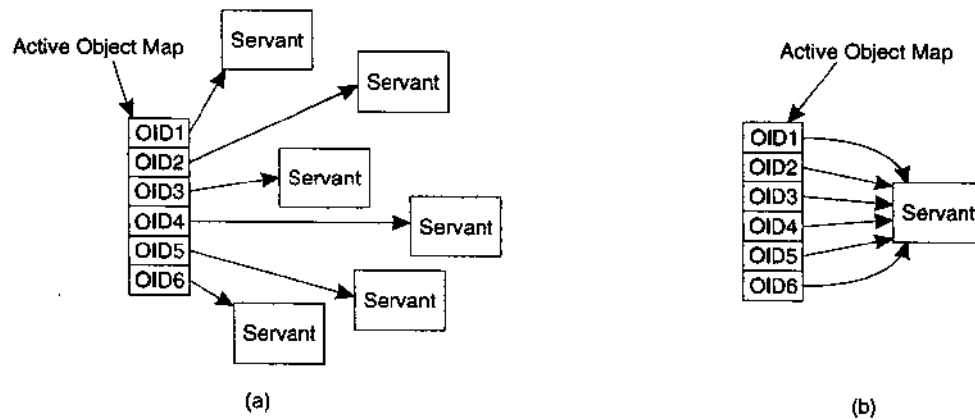 Active Object Map
OID1
OID2
OID3
OID4
OID5
OID6
Servant
Servant
Servant
Servant
Servant
Servant
(a)
Active Object Map
OID1
OID2
OID3
OID4
OID5
OID6
Servant
(b)